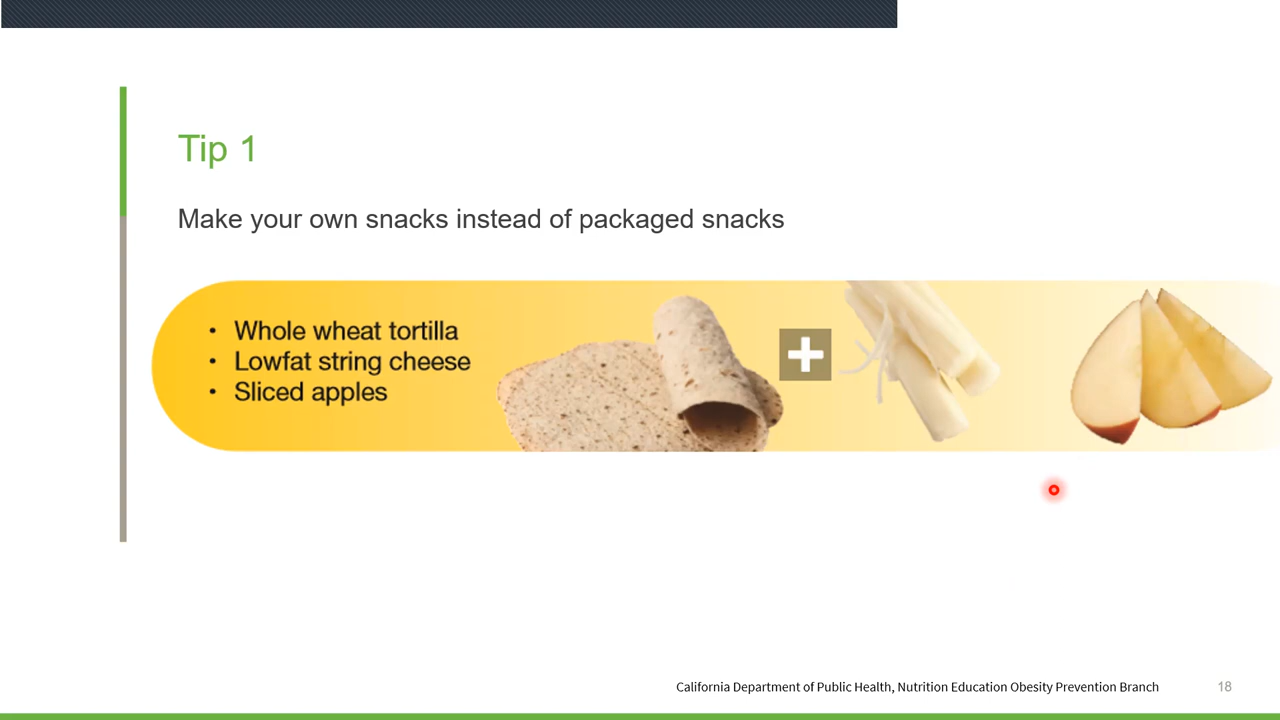 Tip 1
Make your own snacks instead of packaged snacks
• Whole wheat tortilla
• Lowfat string cheese
• Sliced apples
California Department of Public Health, Nutrition Education Obesity Prevention Branch
18